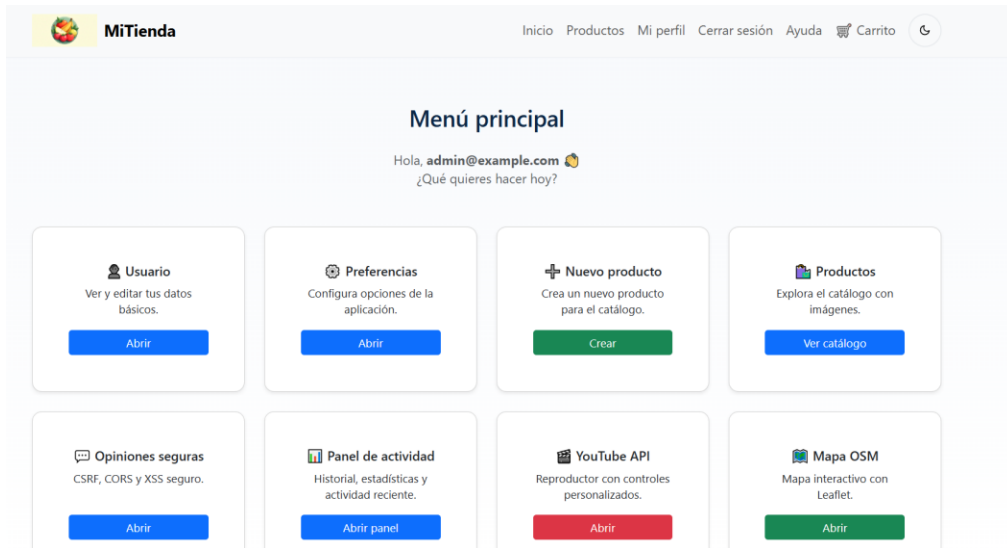 MiTienda
Inicio Productos Mi perfil Cerrar sesión Ayuda 🛒 Carrito
Menú principal
Hola, admin@example.com 👋
¿Qué quieres hacer hoy?
👤 Usuario
Ver y editar tus datos
básicos.
Abrir
⚙️ Preferencias
Configura opciones de la
aplicación.
Abrir
➕ Nuevo producto
Crea un nuevo producto
para el catálogo.
Crear
🛍️ Productos
Explora el catálogo con
imágenes.
Ver catálogo
💬 Opiniones seguras
CSRF, CORS y XSS seguro.
Abrir
📊 Panel de actividad
Historial, estadísticas y
actividad reciente.
Abrir panel
🎬 YouTube API
Reproductor con controles
personalizados.
Abrir
🗺️ Mapa OSM
Mapa interactivo con
Leaflet.
Abrir